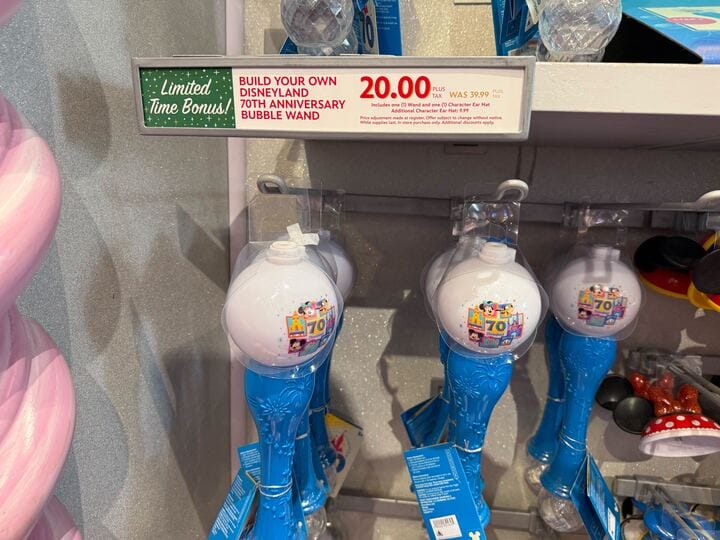 Limited
Time Bonus!
BUILD YOUR OWN
DISNEYLAND
70TH ANNIVERSARY
BUBBLE WAND
20.00 PLUS TAX WAS 39.99 PLUS TAX
Includes one (1) Wand and one (1) Character Ear Hat
Additional Character Ear Hat: 9.99
Price adjustment made at register. Offer subject to change without notice.
While supplies last. In store purchase only. Additional discounts apply.
70
70
70